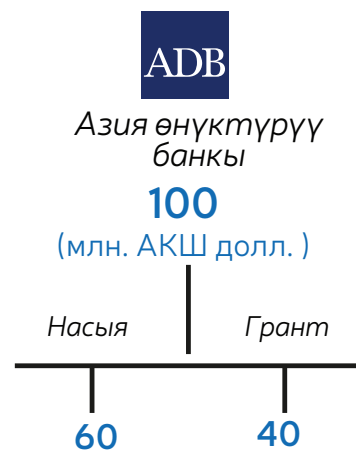 ADB
Азия өнүктүрүү
банкы
100
(млн. АКШ долл. )
Насыя Грант
60 40